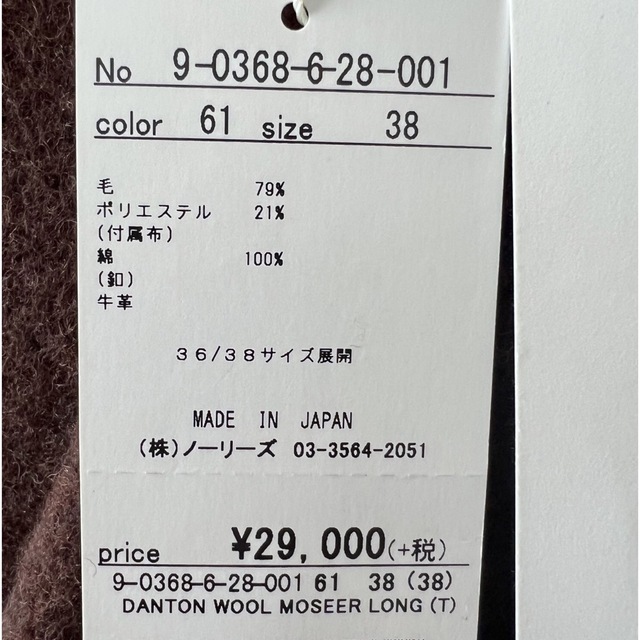 No 9-0368-6-28-001
color 61 size 38
毛 79%
ポリエステル 21%
(付属布)
綿 100%
(釦)
牛革
36/38サイズ展開
MADE IN JAPAN
(株)ノーリーズ 03-3564-2051
price ¥29,000(+税)
9-0368-6-28-001 61 38 (38)
DANTON WOOL MOSEER LONG (T)